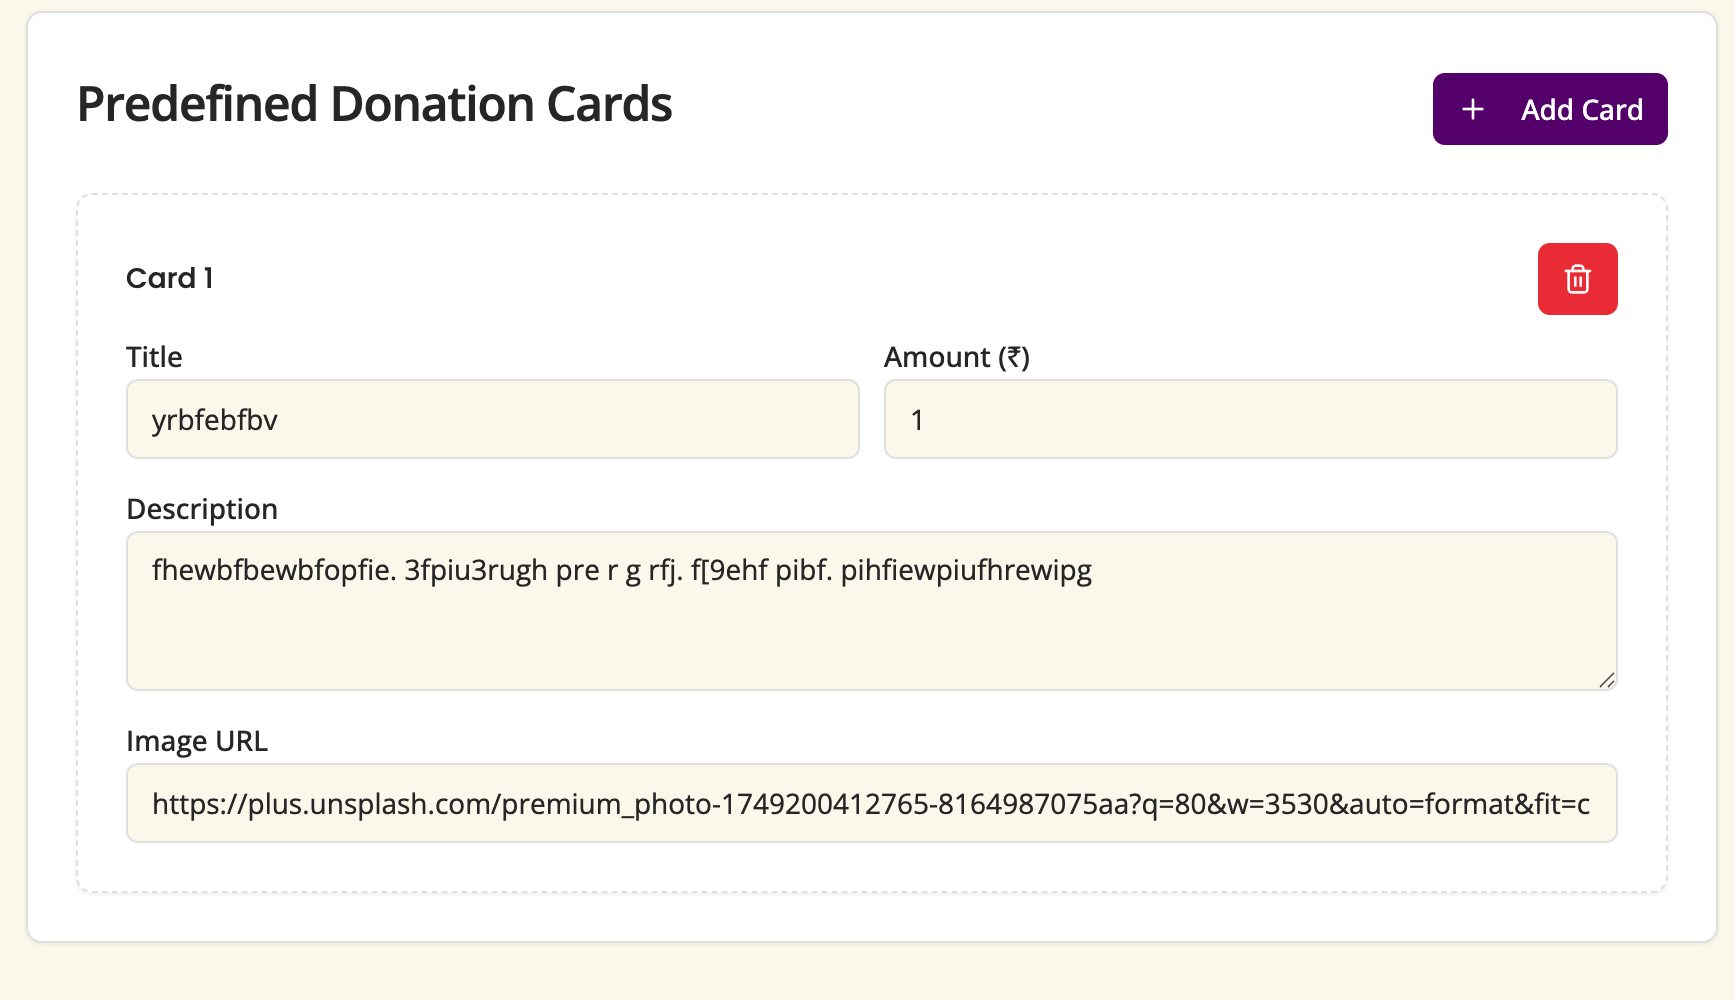 Predefined Donation Cards
+ Add Card
Card 1
Title
Amount (₹)
yrbfebfbv
1
Description
fhewbfbewbfopfie. 3fpiu3rugh pre r g rfj. f[9ehf pibf. pihfiewpiufhrewipg
Image URL
https://plus.unsplash.com/premium_photo-1749200412765-8164987075aa?q=80&w=3530&auto=format&fit=c